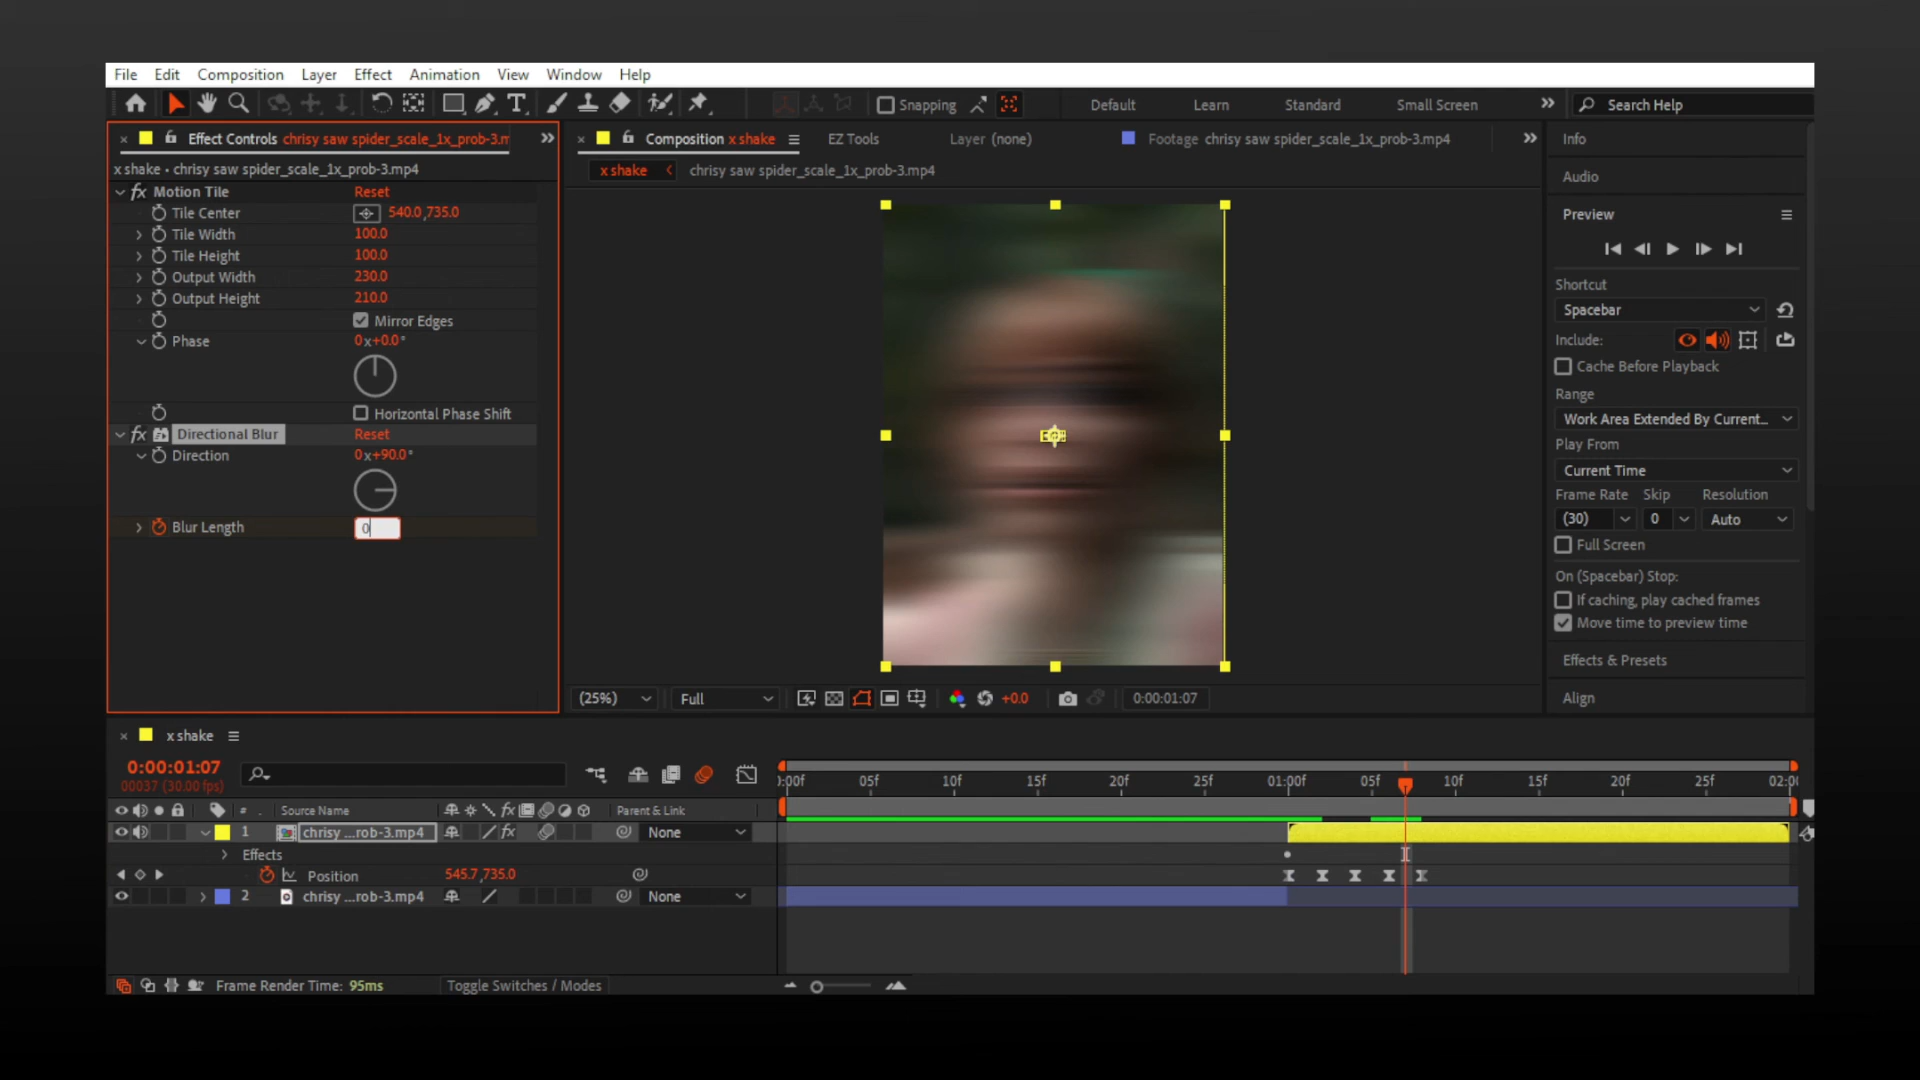 File Edit Composition Layer Effect Animation View Window Help
Snapping Default Learn Standard Small Screen Search Help
Effect Controls chrisy saw spider_scale_1x_prob-3.m
Composition x shake EZ Tools Layer (none) Footage chrisy saw spider_scale_1x_prob-3.mp4
x shake • chrisy saw spider_scale_1x_prob-3.mp4
x shake chrisy saw spider_scale_1x_prob-3.mp4
fx Motion Tile Reset
Tile Center 540.0,735.0
Tile Width 100.0
Tile Height 100.0
Output Width 230.0
Output Height 210.0
Mirror Edges
Phase 0x+0.0°
Horizontal Phase Shift
fx Directional Blur Reset
Direction 0x+90.0°
Blur Length 0
(25%) Full +0.0 0:00:01:07
Info
Audio
Preview
Shortcut
Spacebar
Include:
Cache Before Playback
Range
Work Area Extended By Current...
Play From
Current Time
Frame Rate Skip Resolution
(30) 0 Auto
Full Screen
On (Spacebar) Stop:
If caching, play cached frames
Move time to preview time
Effects & Presets
Align
x shake
0:00:01:07
00037 (30.00 fps)
:00f 05f 10f 15f 20f 25f 01:00f 05f 10f 15f 20f 25f 02:0
# Source Name fx Parent & Link
1 chrisy ...rob-3.mp4 fx None
Effects
Position 545.7,735.0
2 chrisy ...rob-3.mp4 None
Frame Render Time: 95ms Toggle Switches / Modes